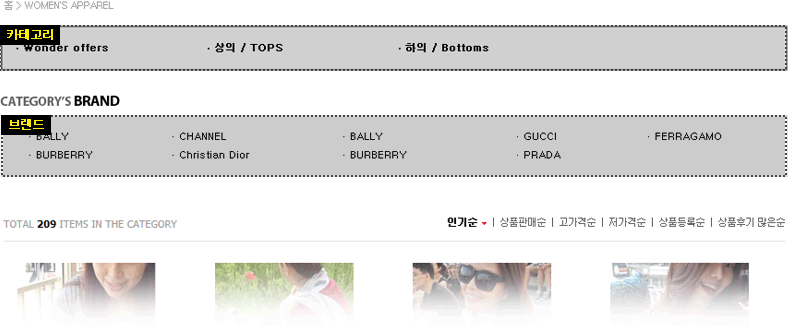 홈 > WOMEN'S APPAREL
카테고리
· Wonder offers · 상의 / TOPS · 하의 / Bottoms
CATEGORY'S BRAND
브랜드
· BALLY · CHANNEL · BALLY · GUCCI · FERRAGAMO
· BURBERRY · Christian Dior · BURBERRY · PRADA
TOTAL 209 ITEMS IN THE CATEGORY
인기순 | 상품판매순 | 고가격순 | 저가격순 | 상품등록순 | 상품후기 많은순